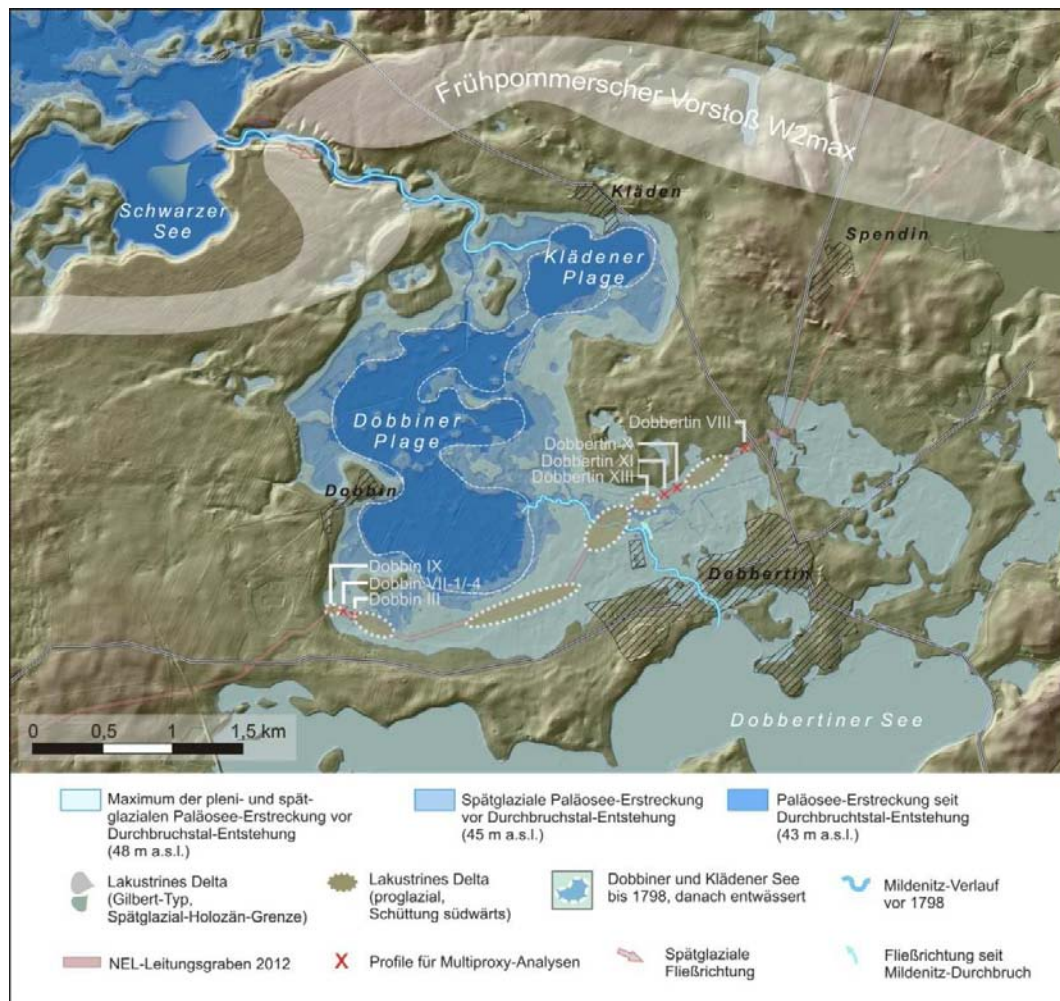 Frühpommerscher Vorstoß W2max
Kläden
Schwarzer
See
Klädener
Plage
Spendin
Dobbiner
Plage
Dobbertin VIII
Dobbertin X
Dobbertin XI
Dobbertin XIII
Dobbin
Dobbin IX
Dobbin VII-1/-4
Dobbin III
Dobbertin
Dobbertiner See
0 0,5 1 1,5 km
Maximum der pleni- und spät-
glazialen Paläosee-Erstreckung vor
Durchbruchstal-Entstehung
(48 m a.s.l.)
Spätglaziale Paläosee-Erstreckung
vor Durchbruchstal-Entstehung
(45 m a.s.l.)
Paläosee-Erstreckung seit
Durchbruchtstal-Entstehung
(43 m a.s.l.)
Lakustrines Delta
(Gilbert-Typ,
Spätglazial-Holozän-Grenze)
Lakustrines Delta
(proglazial,
Schüttung südwärts)
Dobbiner und Klädener See
bis 1798, danach entwässert
Mildenitz-Verlauf
vor 1798
NEL-Leitungsgraben 2012
X Profile für Multiproxy-Analysen
Spätglaziale
Fließrichtung
Fließrichtung seit
Mildenitz-Durchbruch